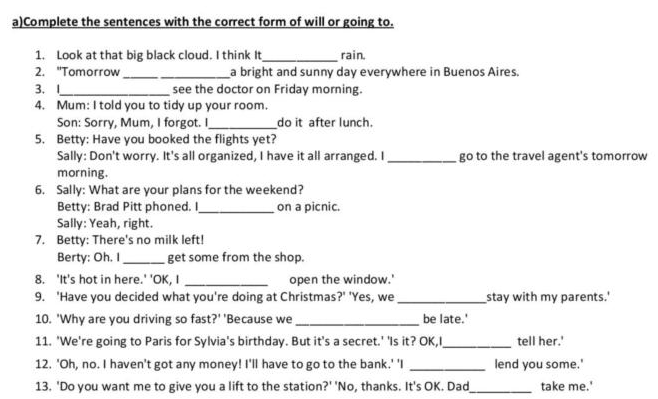 a)Complete the sentences with the correct form of will or going to.
1. Look at that big black cloud. I think It____________ rain.
2. "Tomorrow _____ ___________a bright and sunny day everywhere in Buenos Aires.
3. I_________________ see the doctor on Friday morning.
4. Mum: I told you to tidy up your room.
Son: Sorry, Mum, I forgot. I___________do it after lunch.
5. Betty: Have you booked the flights yet?
Sally: Don't worry. It's all organized, I have it all arranged. I ___________ go to the travel agent's tomorrow
morning.
6. Sally: What are your plans for the weekend?
Betty: Brad Pitt phoned. I____________ on a picnic.
Sally: Yeah, right.
7. Betty: There's no milk left!
Berty: Oh. I ______ get some from the shop.
8. 'It's hot in here.' 'OK, I _____________ open the window.'
9. 'Have you decided what you're doing at Christmas?' 'Yes, we ______________stay with my parents.'
10. 'Why are you driving so fast?' 'Because we ____________________ be late.'
11. 'We're going to Paris for Sylvia's birthday. But it's a secret.' 'Is it? OK,I___________ tell her.'
12. 'Oh, no. I haven't got any money! I'll have to go to the bank.' 'I ____________ lend you some.'
13. 'Do you want me to give you a lift to the station?' 'No, thanks. It's OK. Dad__________ take me.'